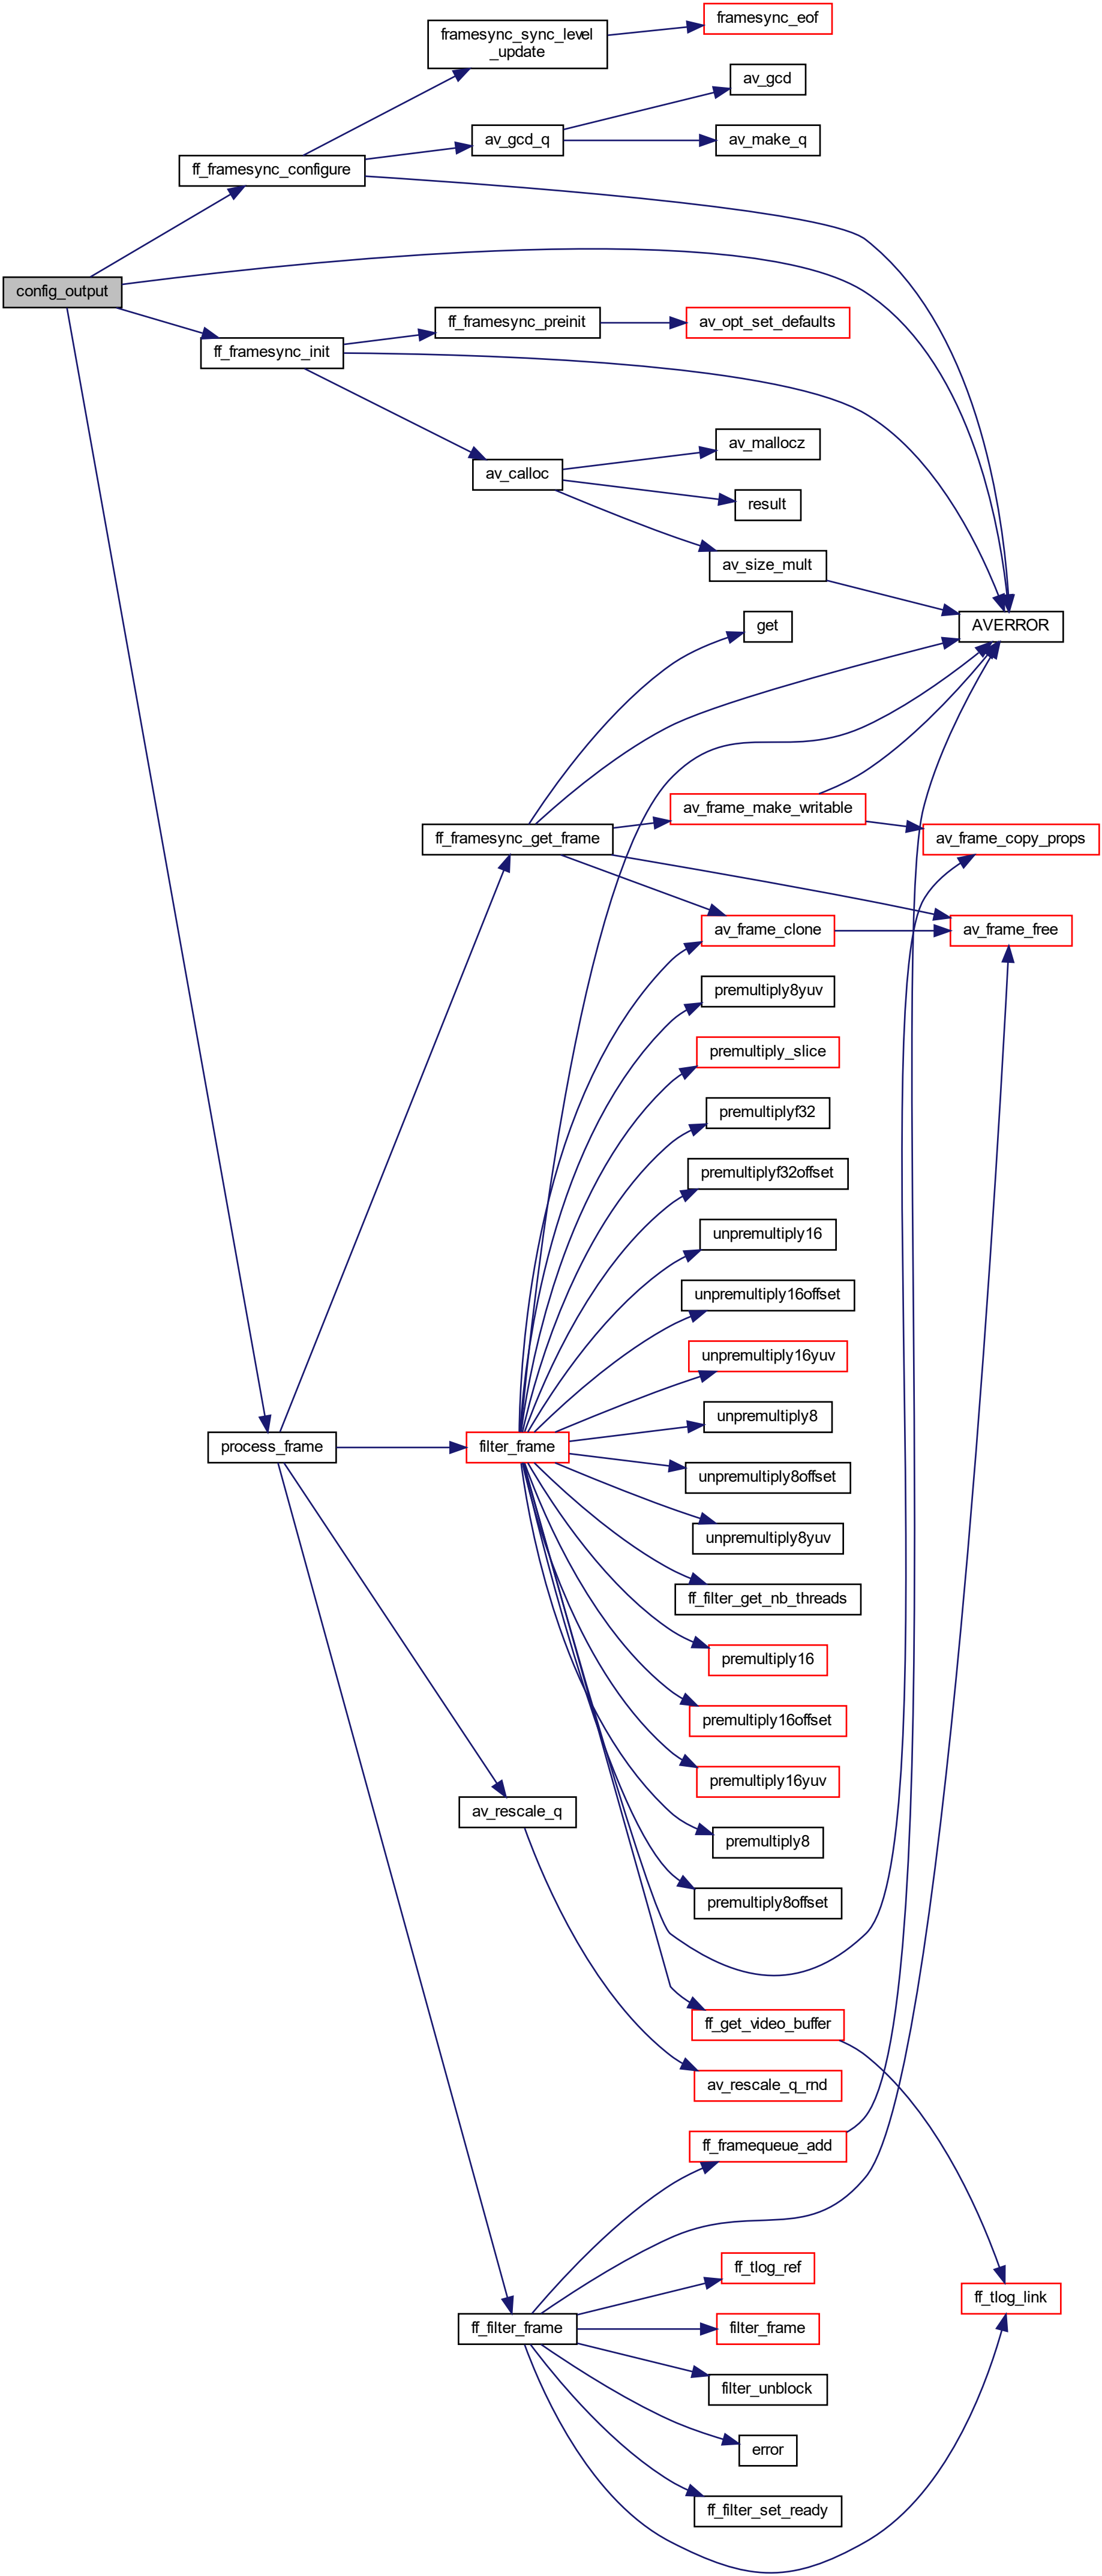 framesync_eof
framesync_sync_level
_update
av_gcd
av_gcd_q
av_make_q
ff_framesync_configure
config_output
ff_framesync_preinit
av_opt_set_defaults
ff_framesync_init
av_mallocz
av_calloc
result
av_size_mult
get
AVERROR
av_frame_make_writable
ff_framesync_get_frame
av_frame_copy_props
av_frame_clone
av_frame_free
premultiply8yuv
premultiply_slice
premultiplyf32
premultiplyf32offset
unpremultiply16
unpremultiply16offset
unpremultiply16yuv
unpremultiply8
process_frame
filter_frame
unpremultiply8offset
unpremultiply8yuv
ff_filter_get_nb_threads
premultiply16
premultiply16offset
premultiply16yuv
av_rescale_q
premultiply8
premultiply8offset
ff_get_video_buffer
av_rescale_q_rnd
ff_framequeue_add
ff_tlog_ref
ff_tlog_link
ff_filter_frame
filter_frame
filter_unblock
error
ff_filter_set_ready